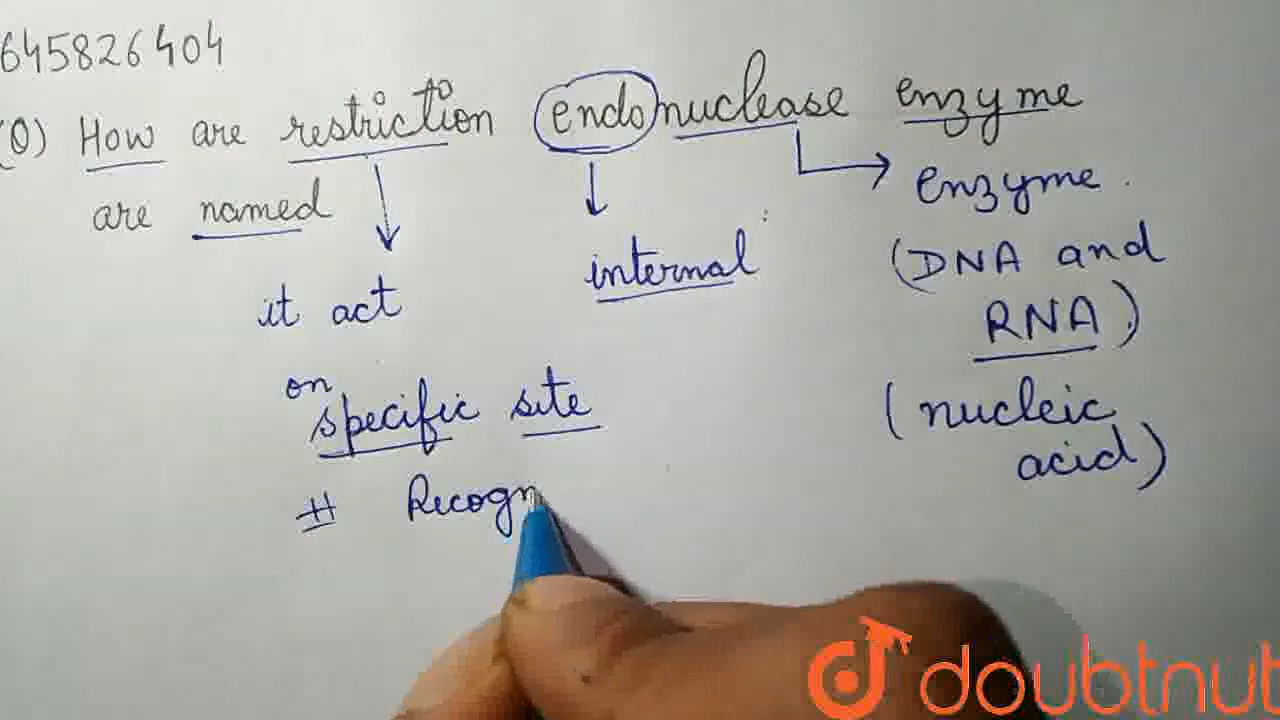 645826404
(Q) How are restriction endonuclease enzyme
are named
enzyme.
internal
(DNA and
RNA)
it act
on
specific site
(nucleic
acid)
# Recogn
doubtnut